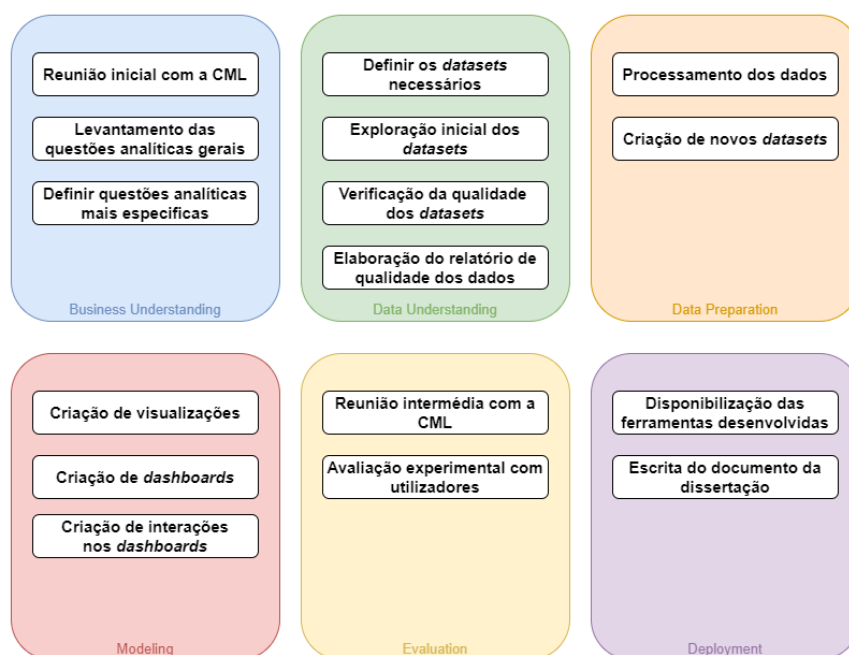 Reunião inicial com a CML
Levantamento das
questões analíticas gerais
Definir questões analíticas
mais especificas
Business Understanding
Definir os datasets
necessários
Exploração inicial dos
datasets
Verificação da qualidade
dos datasets
Elaboração do relatório de
qualidade dos dados
Data Understanding
Processamento dos dados
Criação de novos datasets
Data Preparation
Criação de visualizações
Criação de dashboards
Criação de interações
nos dashboards
Modeling
Reunião intermédia com a
CML
Avaliação experimental com
utilizadores
Evaluation
Disponibilização das
ferramentas desenvolvidas
Escrita do documento da
dissertação
Deployment